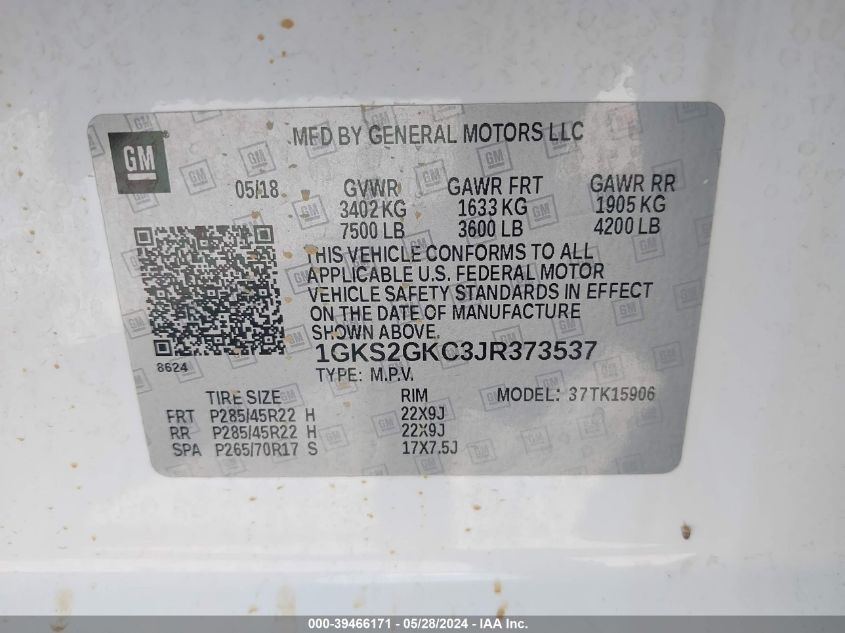 GM
MFD BY GENERAL MOTORS LLC
05/18 GVWR GAWR FRT GAWR RR
3402 KG 1633 KG 1905 KG
7500 LB 3600 LB 4200 LB
THIS VEHICLE CONFORMS TO ALL
APPLICABLE U.S. FEDERAL MOTOR
VEHICLE SAFETY STANDARDS IN EFFECT
ON THE DATE OF MANUFACTURE
SHOWN ABOVE.
1GKS2GKC3JR373537
8624
TYPE: M.P.V.
TIRE SIZE RIM MODEL: 37TK15906
FRT P285/45R22 H 22X9J
RR P285/45R22 H 22X9J
SPA P265/70R17 S 17X7.5J
000-39466171 - 05/28/2024 - IAA Inc.